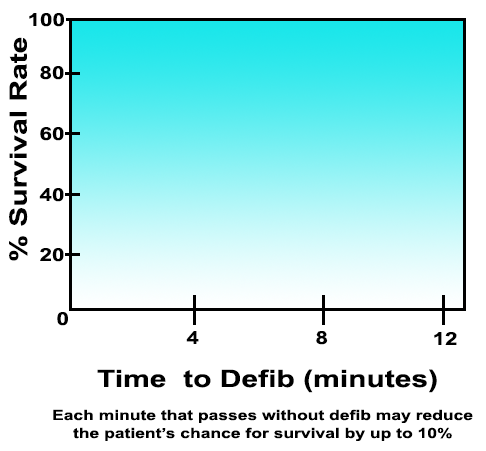 100
80
60
40
20
0
% Survival Rate
4 8 12
Time to Defib (minutes)
Each minute that passes without defib may reduce
the patient's chance for survival by up to 10%